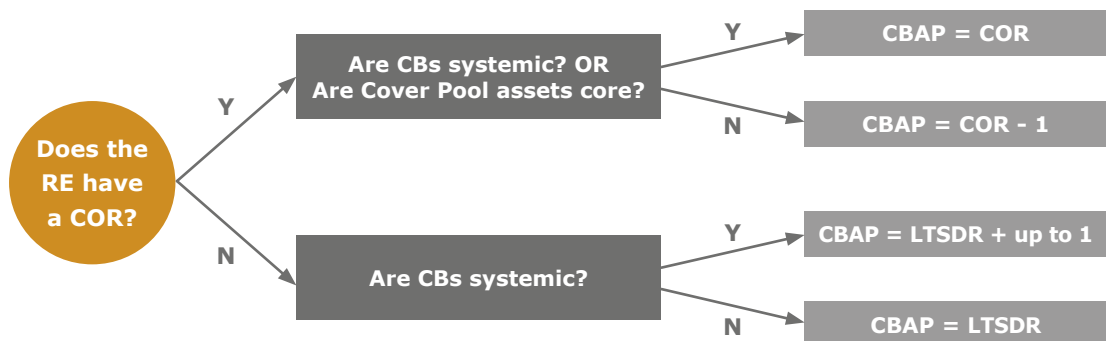 Does the
RE have
a COR?
Y
N
Are CBs systemic? OR
Are Cover Pool assets core?
Y
N
CBAP = COR
CBAP = COR - 1
Are CBs systemic?
Y
N
CBAP = LTSDR + up to 1
CBAP = LTSDR